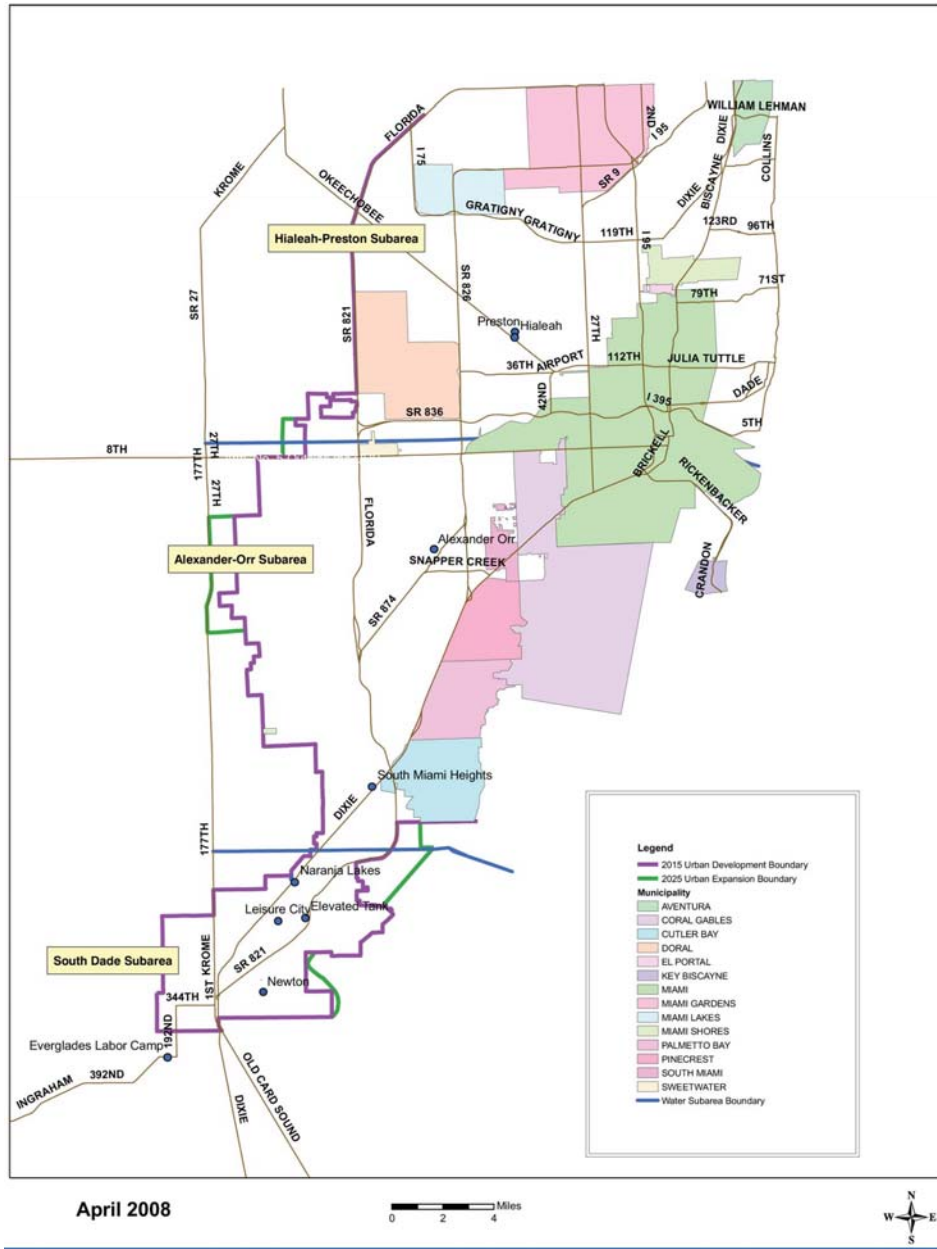 FLORIDA
2ND
I 95
WILLIAM LEHMAN
DIXIE
BISCAYNE
COLLINS
I 75
KROME
OKEECHOBEE
SR 9
DIXIE
GRATIGNY
GRATIGNY
119TH
123RD
96TH
Hialeah-Preston Subarea
I 95
SR 27
SR 821
SR 826
71ST
79TH
Preston
Hialeah
27TH
36TH
AIRPORT
112TH
JULIA TUTTLE
42ND
DADE
I 395
SR 836
5TH
8TH
27TH
177TH
27TH
BRICKELL
RICKENBACKER
FLORIDA
Alexander Orr
SNAPPER CREEK
Alexander-Orr Subarea
CRANDON
SR 874
South Miami Heights
DIXIE
177TH
Naranja Lakes
Leisure City
Elevated Tank
South Dade Subarea
1ST KROME
SR 821
Newton
344TH
192ND
Everglades Labor Camp
392ND
INGRAHAM
OLD CARD SOUND
DIXIE
Legend
2015 Urban Development Boundary
2025 Urban Expansion Boundary
Municipality
AVENTURA
CORAL GABLES
CUTLER BAY
DORAL
EL PORTAL
KEY BISCAYNE
MIAMI
MIAMI GARDENS
MIAMI LAKES
MIAMI SHORES
PALMETTO BAY
PINECREST
SOUTH MIAMI
SWEETWATER
Water Subarea Boundary
April 2008
Miles
0 2 4
N
W E
S